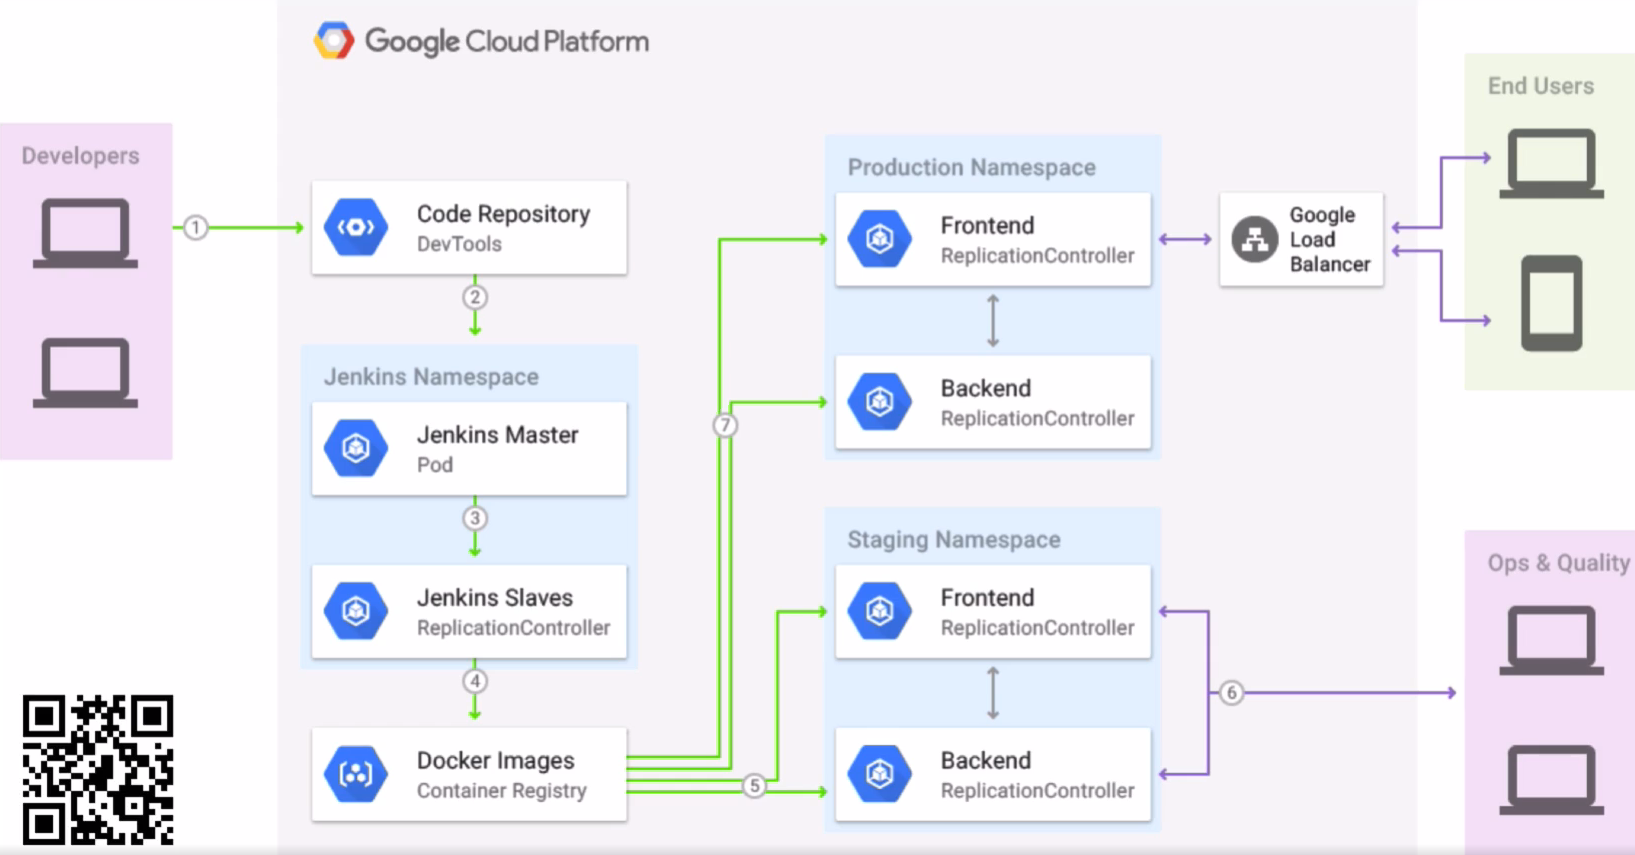 Google Cloud Platform
Developers
1
Code Repository
DevTools
2
Jenkins Namespace
Jenkins Master
Pod
3
Jenkins Slaves
ReplicationController
4
Docker Images
Container Registry
7
5
Production Namespace
Frontend
ReplicationController
Backend
ReplicationController
Staging Namespace
Frontend
ReplicationController
Backend
ReplicationController
Google
Load
Balancer
End Users
6
Ops & Quality